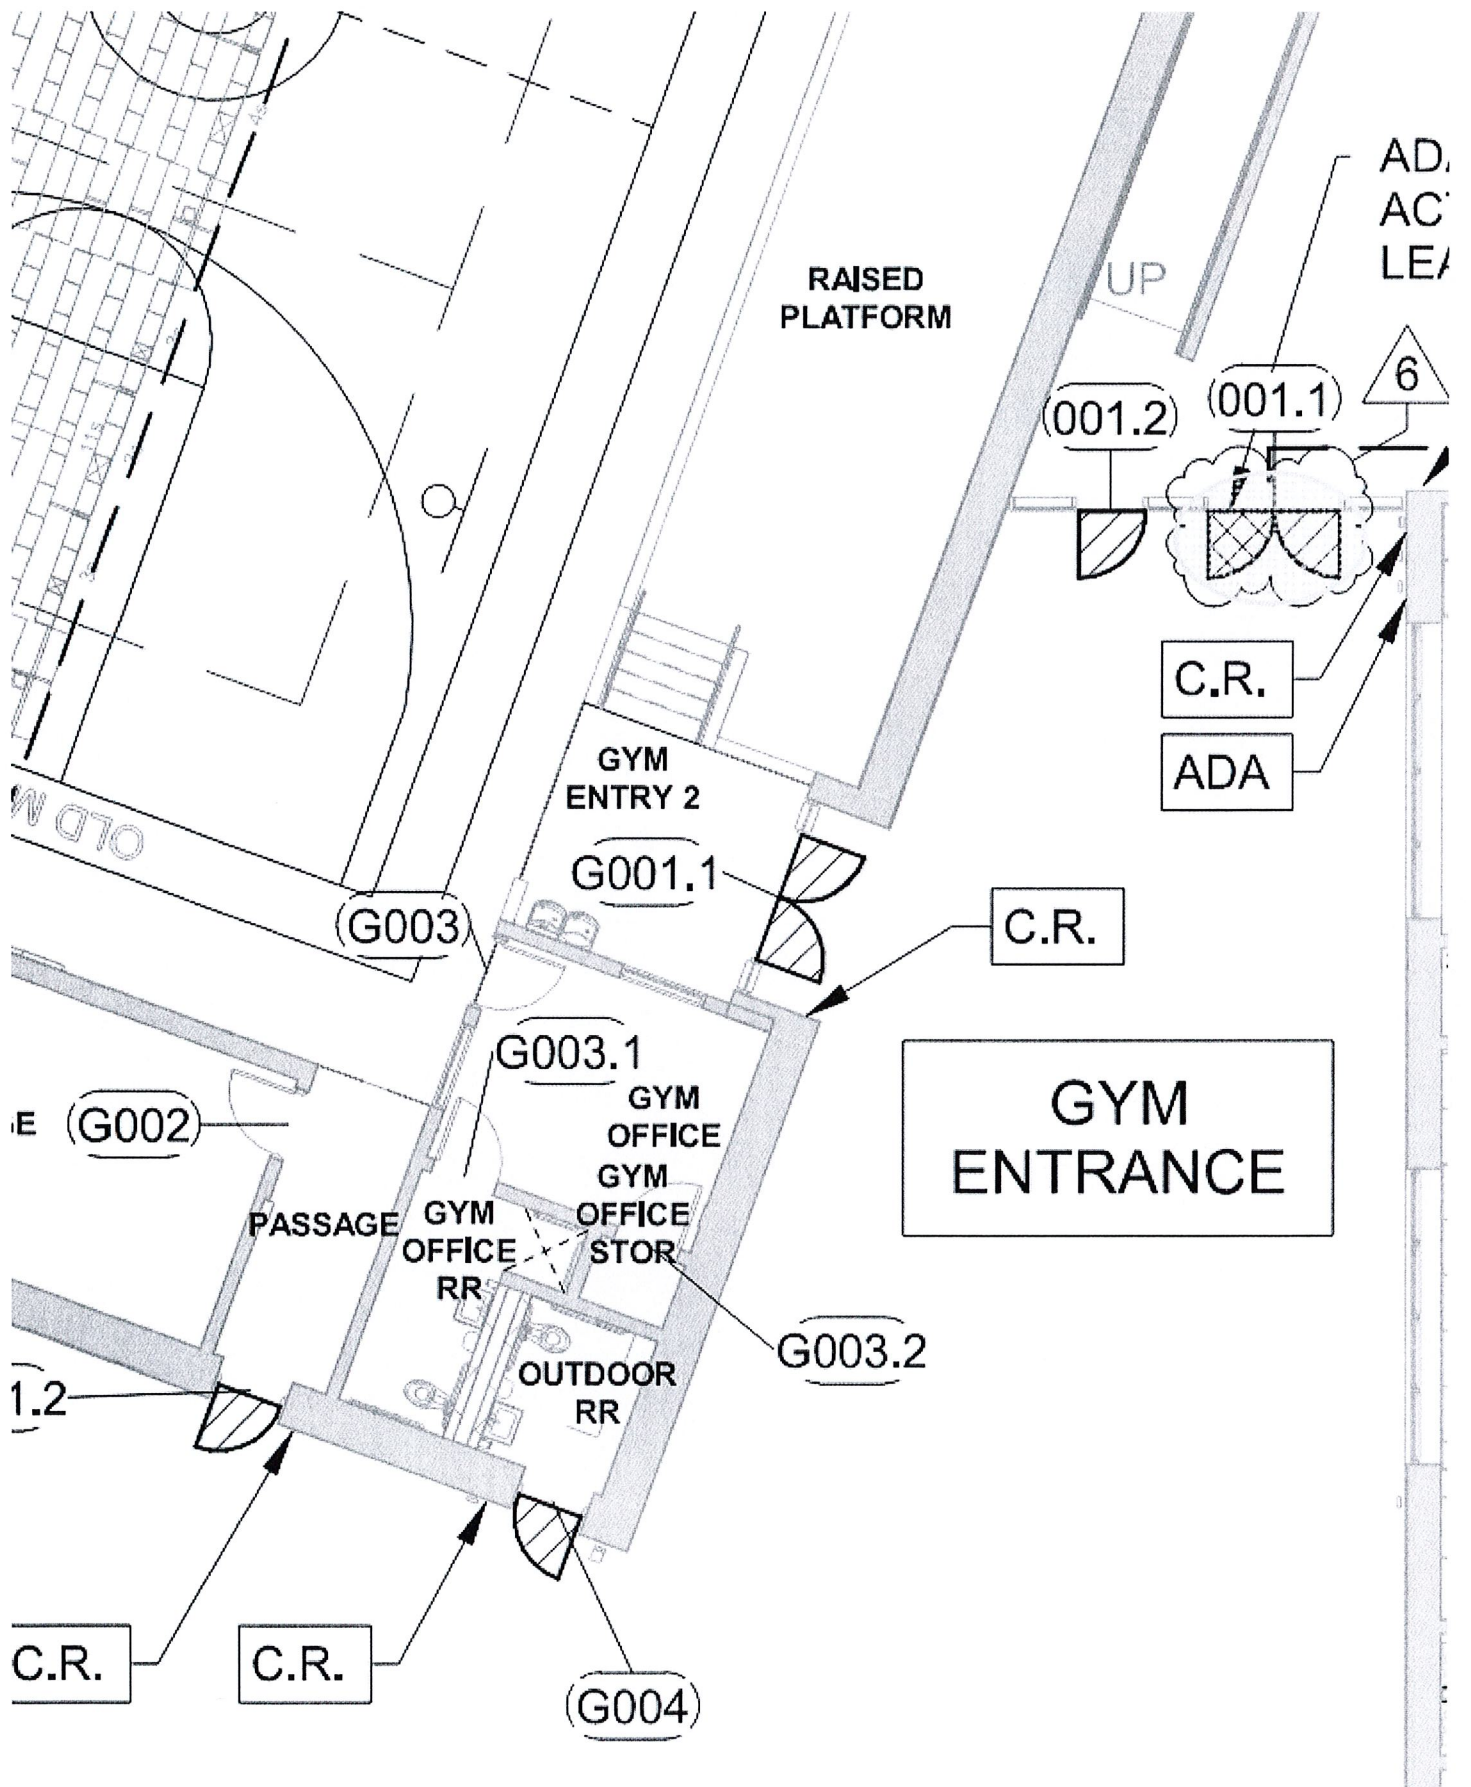 AD
AC
LEA
RAISED
PLATFORM
UP
6
001.2
001.1
C.R.
ADA
GYM
ENTRY 2
G001.1
OLD M
G003
C.R.
G003.1
GYM
OFFICE
GYM
ENTRANCE
E
G002
GYM
OFFICE
STOR
PASSAGE
GYM
OFFICE
RR
G003.2
OUTDOOR
RR
1.2
C.R.
C.R.
G004